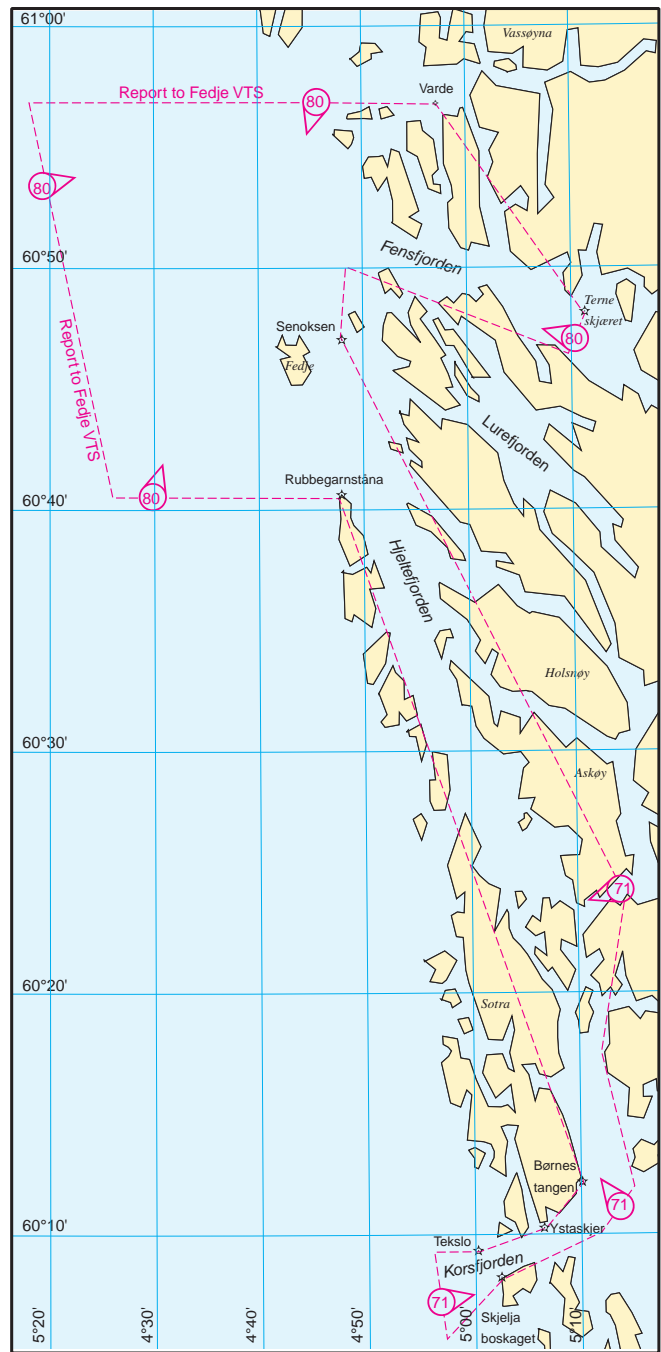 61°00'
Vassøyna
Report to Fedje VTS
80
Varde
80
Fensfjorden
60°50'
Terne
skjæret
Senoksen
80
Fedje
Report to Fedje VTS
Lurefjorden
Rubbegarnståna
80
60°40'
Hjeltefjorden
Holsnøy
60°30'
Askøy
71
60°20'
Sotra
Børnes
tangen
71
Ystaskjer
60°10'
Tekslo
Korsfjorden
71
Skjelja
boskaget
5°20'
4°30'
4°40'
4°50'
5°00'
5°10'